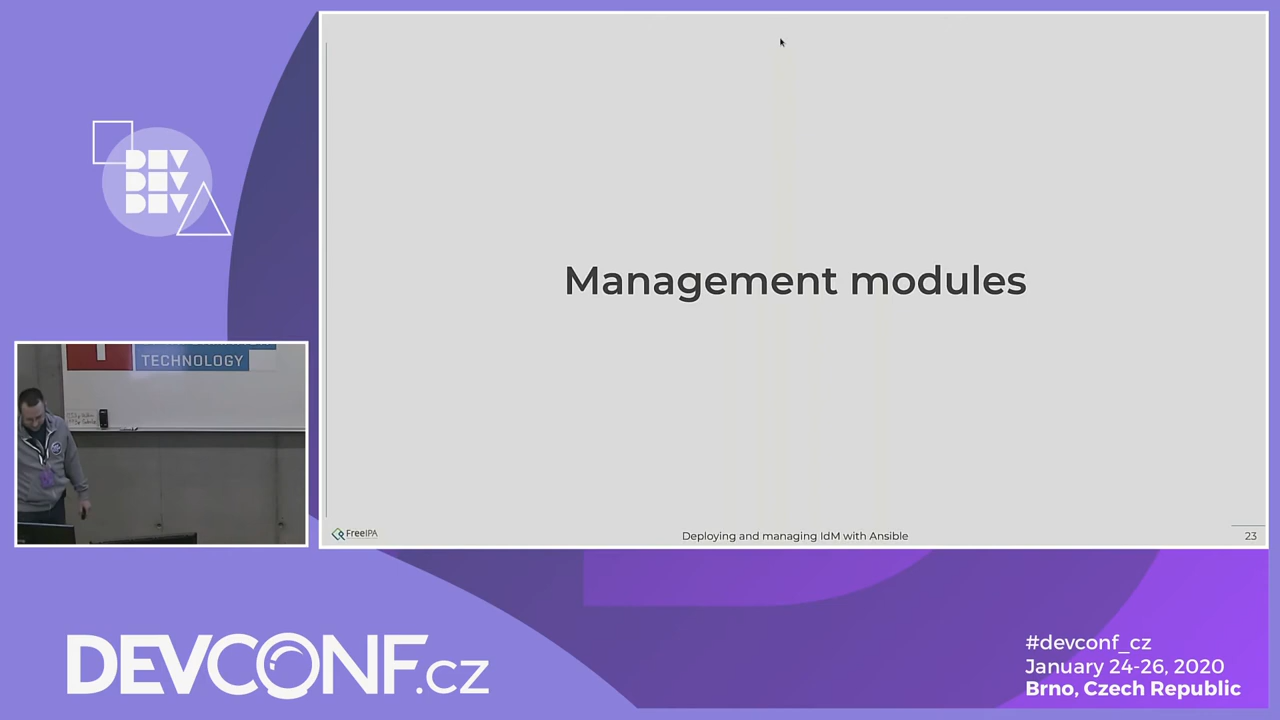 DEV
DEV
DEV
Management modules
TECHNOLOGY
FreeIPA
Deploying and managing IdM with Ansible
23
DEVCONF.cz
#devconf_cz
January 24-26, 2020
Brno, Czech Republic